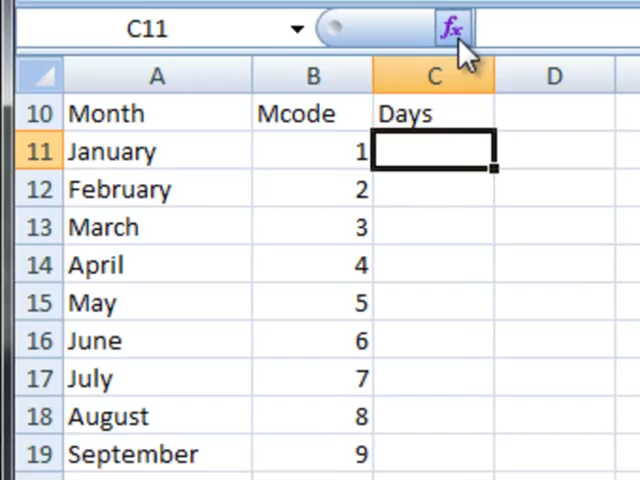 C11 fx
A B C D
10 Month Mcode Days
11 January 1
12 February 2
13 March 3
14 April 4
15 May 5
16 June 6
17 July 7
18 August 8
19 September 9